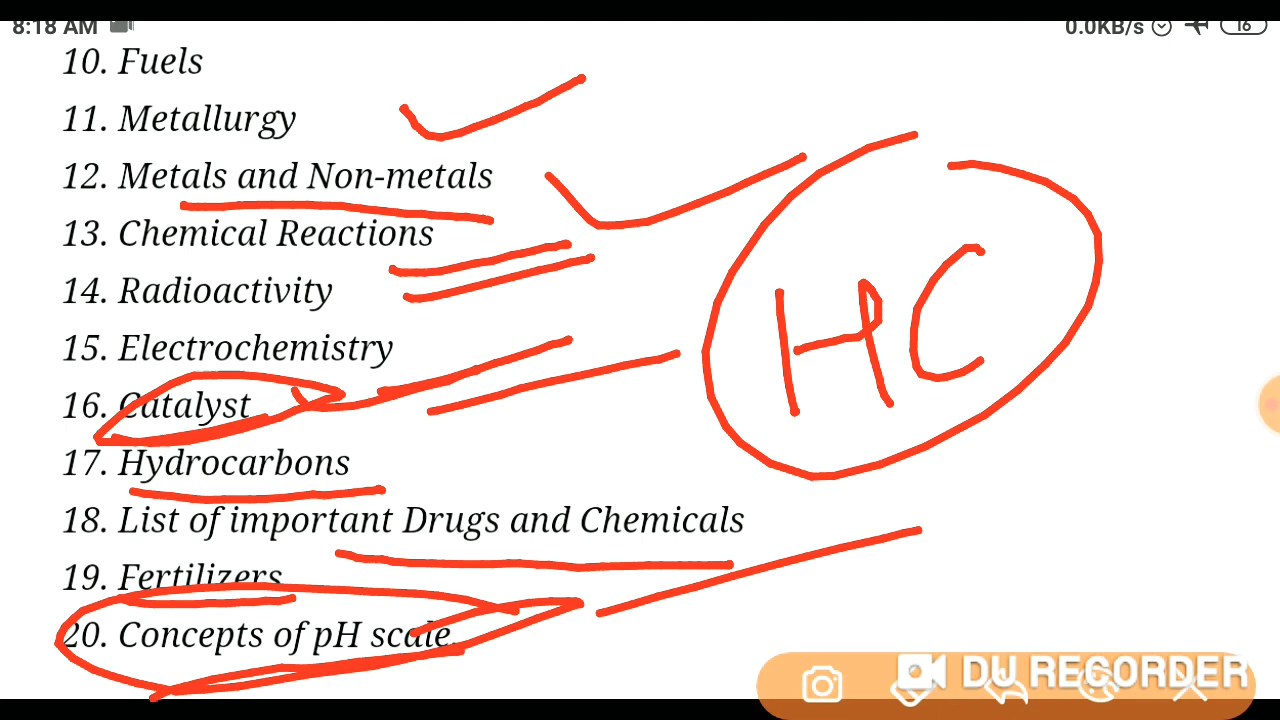 8:18 AM
0.0KB/s 16
10. Fuels
11. Metallurgy
12. Metals and Non-metals
13. Chemical Reactions
14. Radioactivity
15. Electrochemistry
HC
16. Catalyst
17. Hydrocarbons
18. List of important Drugs and Chemicals
19. Fertilizers
20. Concepts of pH scale.
DU RECORDER